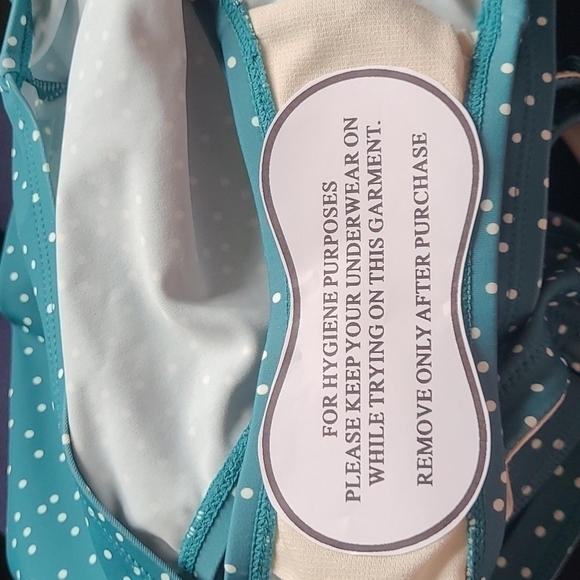 FOR HYGIENE PURPOSES
PLEASE KEEP YOUR UNDERWEAR ON
WHILE TRYING ON THIS GARMENT.
REMOVE ONLY AFTER PURCHASE